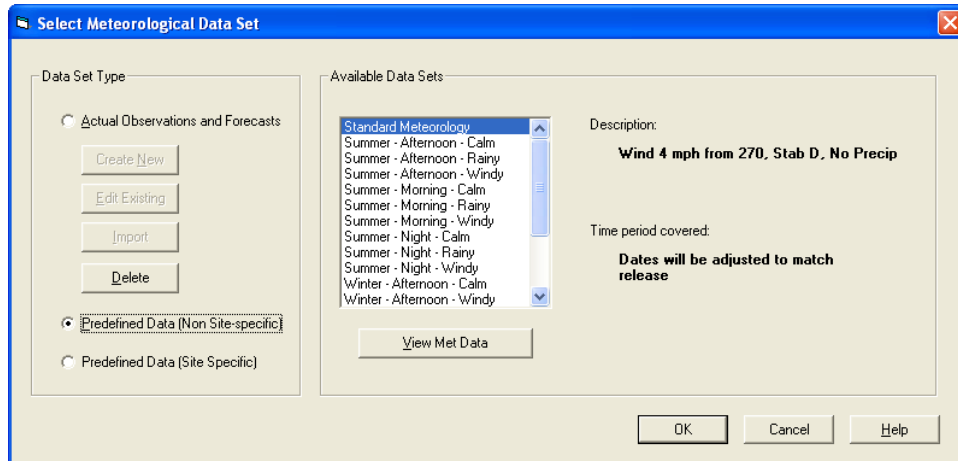 Select Meteorological Data Set
Data Set Type
Actual Observations and Forecasts
Create New
Edit Existing
Import
Delete
Predefined Data (Non Site-specific)
Predefined Data (Site Specific)
Available Data Sets
Standard Meteorology
Summer - Afternoon - Calm
Summer - Afternoon - Rainy
Summer - Afternoon - Windy
Summer - Morning - Calm
Summer - Morning - Rainy
Summer - Morning - Windy
Summer - Night - Calm
Summer - Night - Rainy
Summer - Night - Windy
Winter - Afternoon - Calm
Winter - Afternoon - Windy
View Met Data
Description:
Wind 4 mph from 270, Stab D, No Precip
Time period covered:
Dates will be adjusted to match
release
OK
Cancel
Help